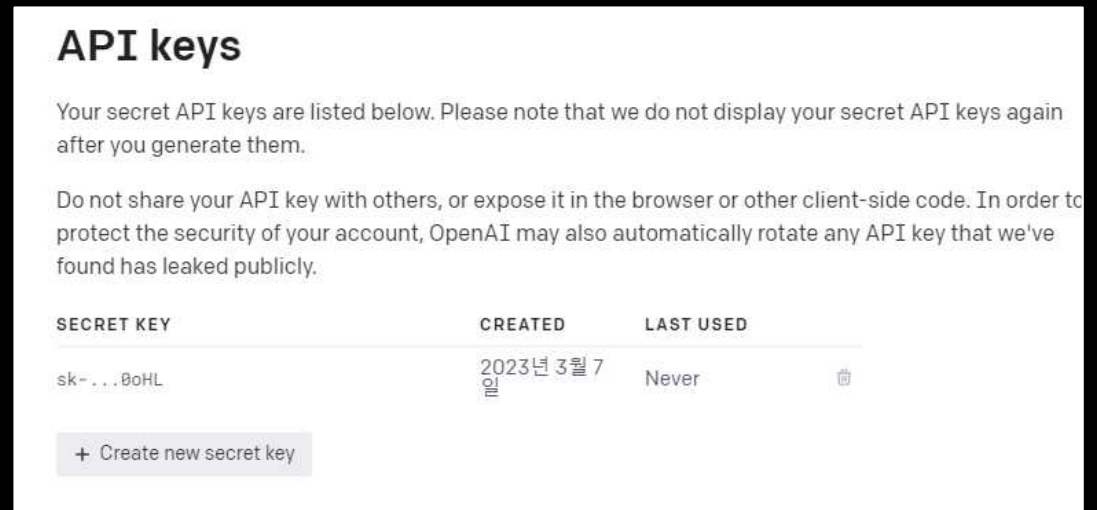 API keys
Your secret API keys are listed below. Please note that we do not display your secret API keys again
after you generate them.
Do not share your API key with others, or expose it in the browser or other client-side code. In order to
protect the security of your account, OpenAI may also automatically rotate any API key that we've
found has leaked publicly.
SECRET KEY CREATED LAST USED
sk-...0oHL 2023년 3월 7 Never
일
+ Create new secret key